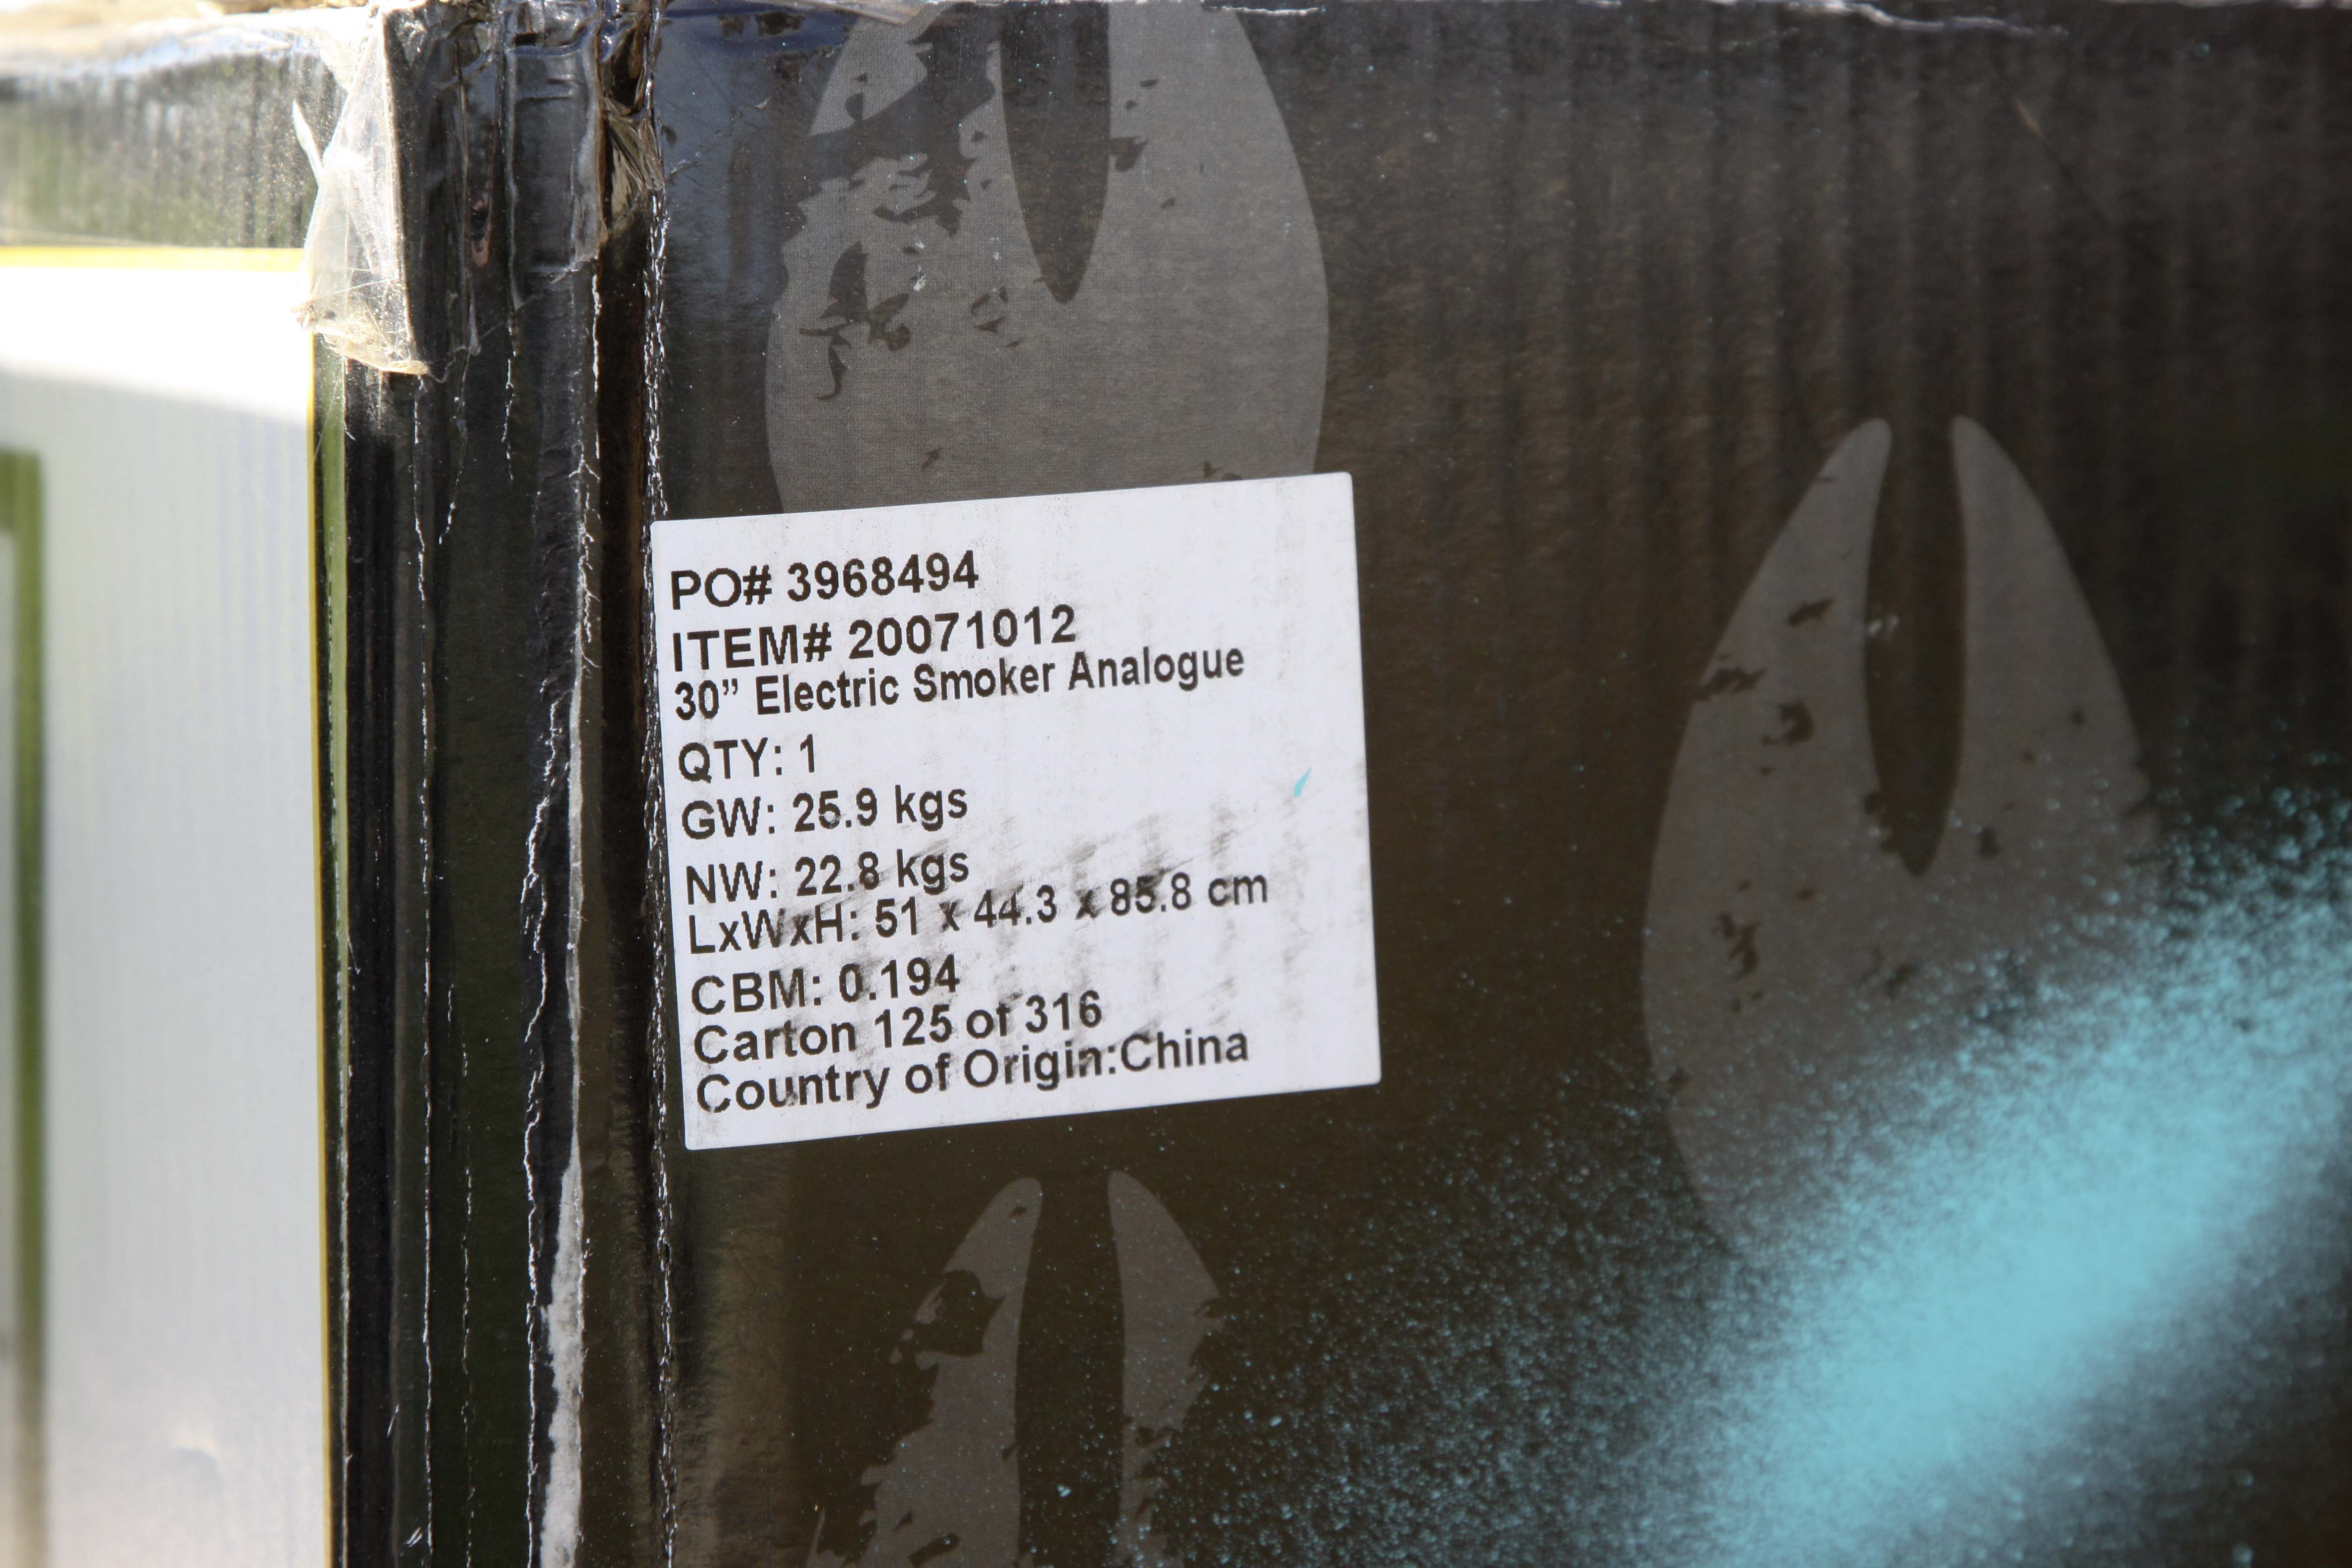 PO# 3968494
ITEM# 20071012
30” Electric Smoker Analogue
QTY: 1
GW: 25.9 kgs
NW: 22.8 kgs
LxWxH: 51 x 44.3 x 85.8 cm
CBM: 0.194
Carton 125 of 316
Country of Origin:China